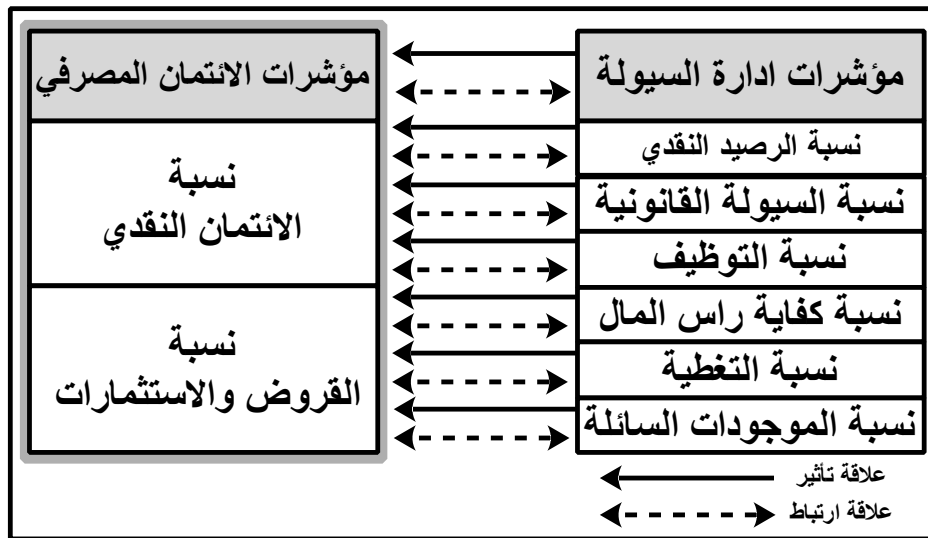 مؤشرات ادارة السيولة
نسبة الرصيد النقدي
نسبة السيولة القانونية
نسبة التوظيف
نسبة كفاية راس المال
نسبة التغطية
نسبة الموجودات السائلة
مؤشرات الائتمان المصرفي
نسبة
الائتمان النقدي
نسبة
القروض والاستثمارات
علاقة تأثير
علاقة ارتباط